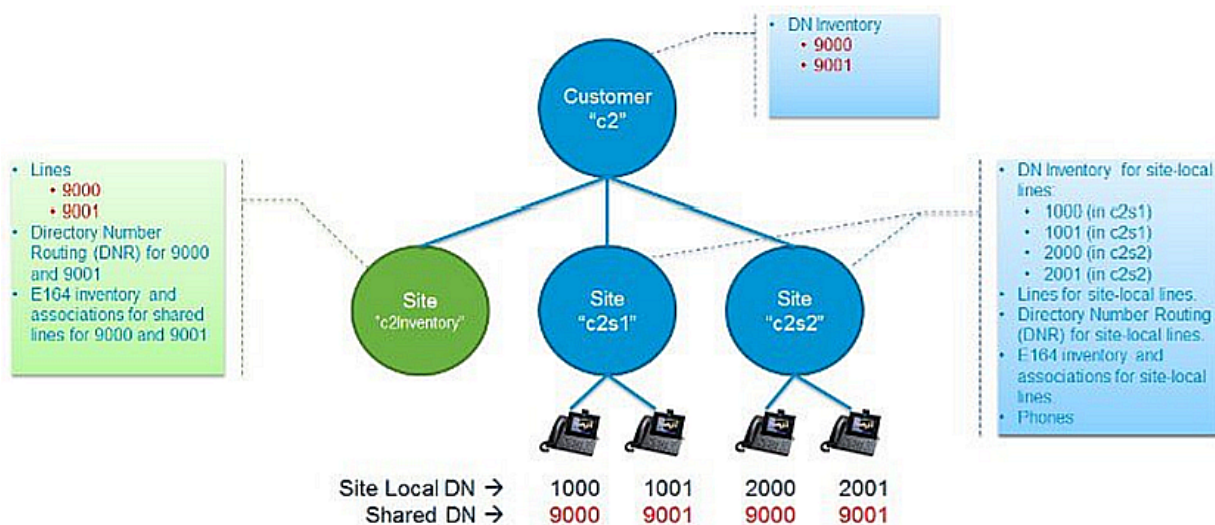 • DN Inventory
• 9000
• 9001
Customer
"c2"
• Lines
• 9000
• 9001
• Directory Number
Routing (DNR) for 9000
and 9001
• E164 inventory and
associations for shared
lines for 9000 and 9001
• DN Inventory for site-local
lines:
• 1000 (in c2s1)
• 1001 (in c2s1)
• 2000 (in c2s2)
• 2001 (in c2s2)
• Lines for site-local lines.
• Directory Number Routing
(DNR) for site-local lines.
• E164 inventory and
associations for site-local
lines
• Phones
Site
"c2Inventory"
Site
"c2s1"
Site
"c2s2"
Site Local DN → 1000 1001 2000 2001
Shared DN → 9000 9001 9000 9001